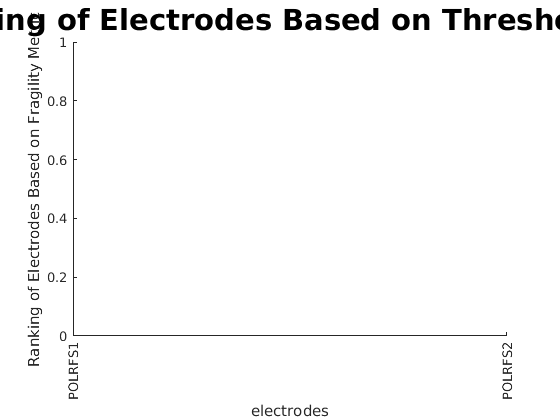 ing of Electrodes Based on Thresho
Ranking of Electrodes Based on Fragility Metric
1
0.8
0.6
0.4
0.2
0
POLRFS1
POLRFS2
electrodes